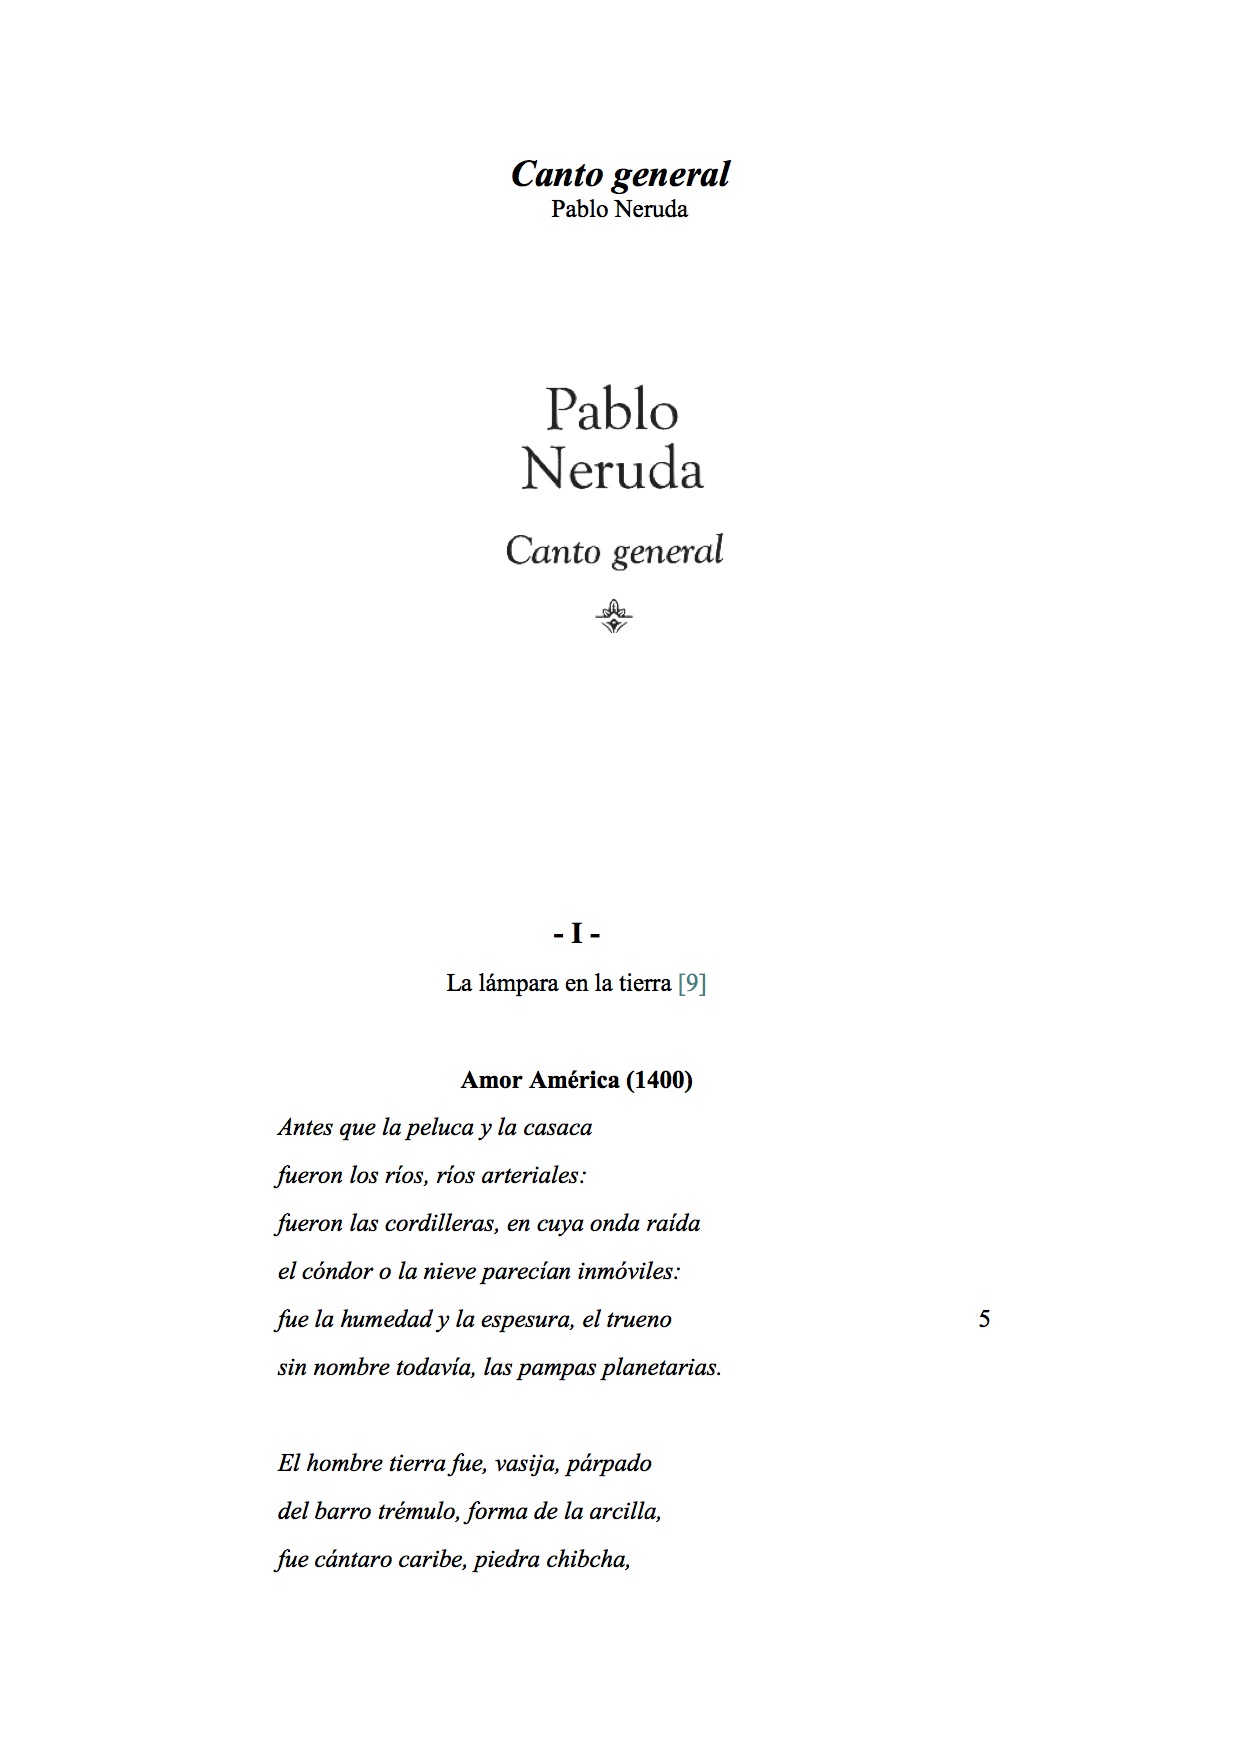 Canto general
Pablo Neruda
Pablo
Neruda
Canto general
- I -
La lámpara en la tierra [9]
Amor América (1400)
Antes que la peluca y la casaca
fueron los ríos, ríos arteriales:
fueron las cordilleras, en cuya onda raída
el cóndor o la nieve parecían inmóviles:
fue la humedad y la espesura, el trueno 5
sin nombre todavía, las pampas planetarias.
El hombre tierra fue, vasija, párpado
del barro trémulo, forma de la arcilla,
fue cántaro caribe, piedra chibcha,